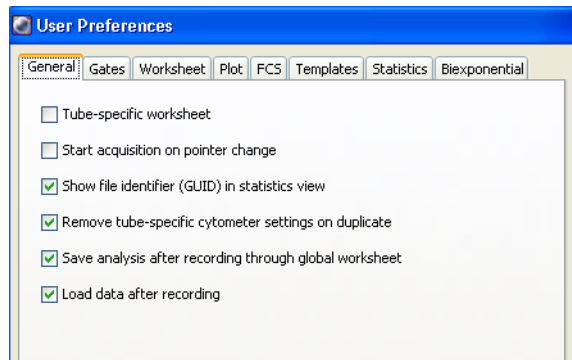 User Preferences
General Gates Worksheet Plot FCS Templates Statistics Biexponential
Tube-specific worksheet
Start acquisition on pointer change
Show file identifier (GUID) in statistics view
Remove tube-specific cytometer settings on duplicate
Save analysis after recording through global worksheet
Load data after recording